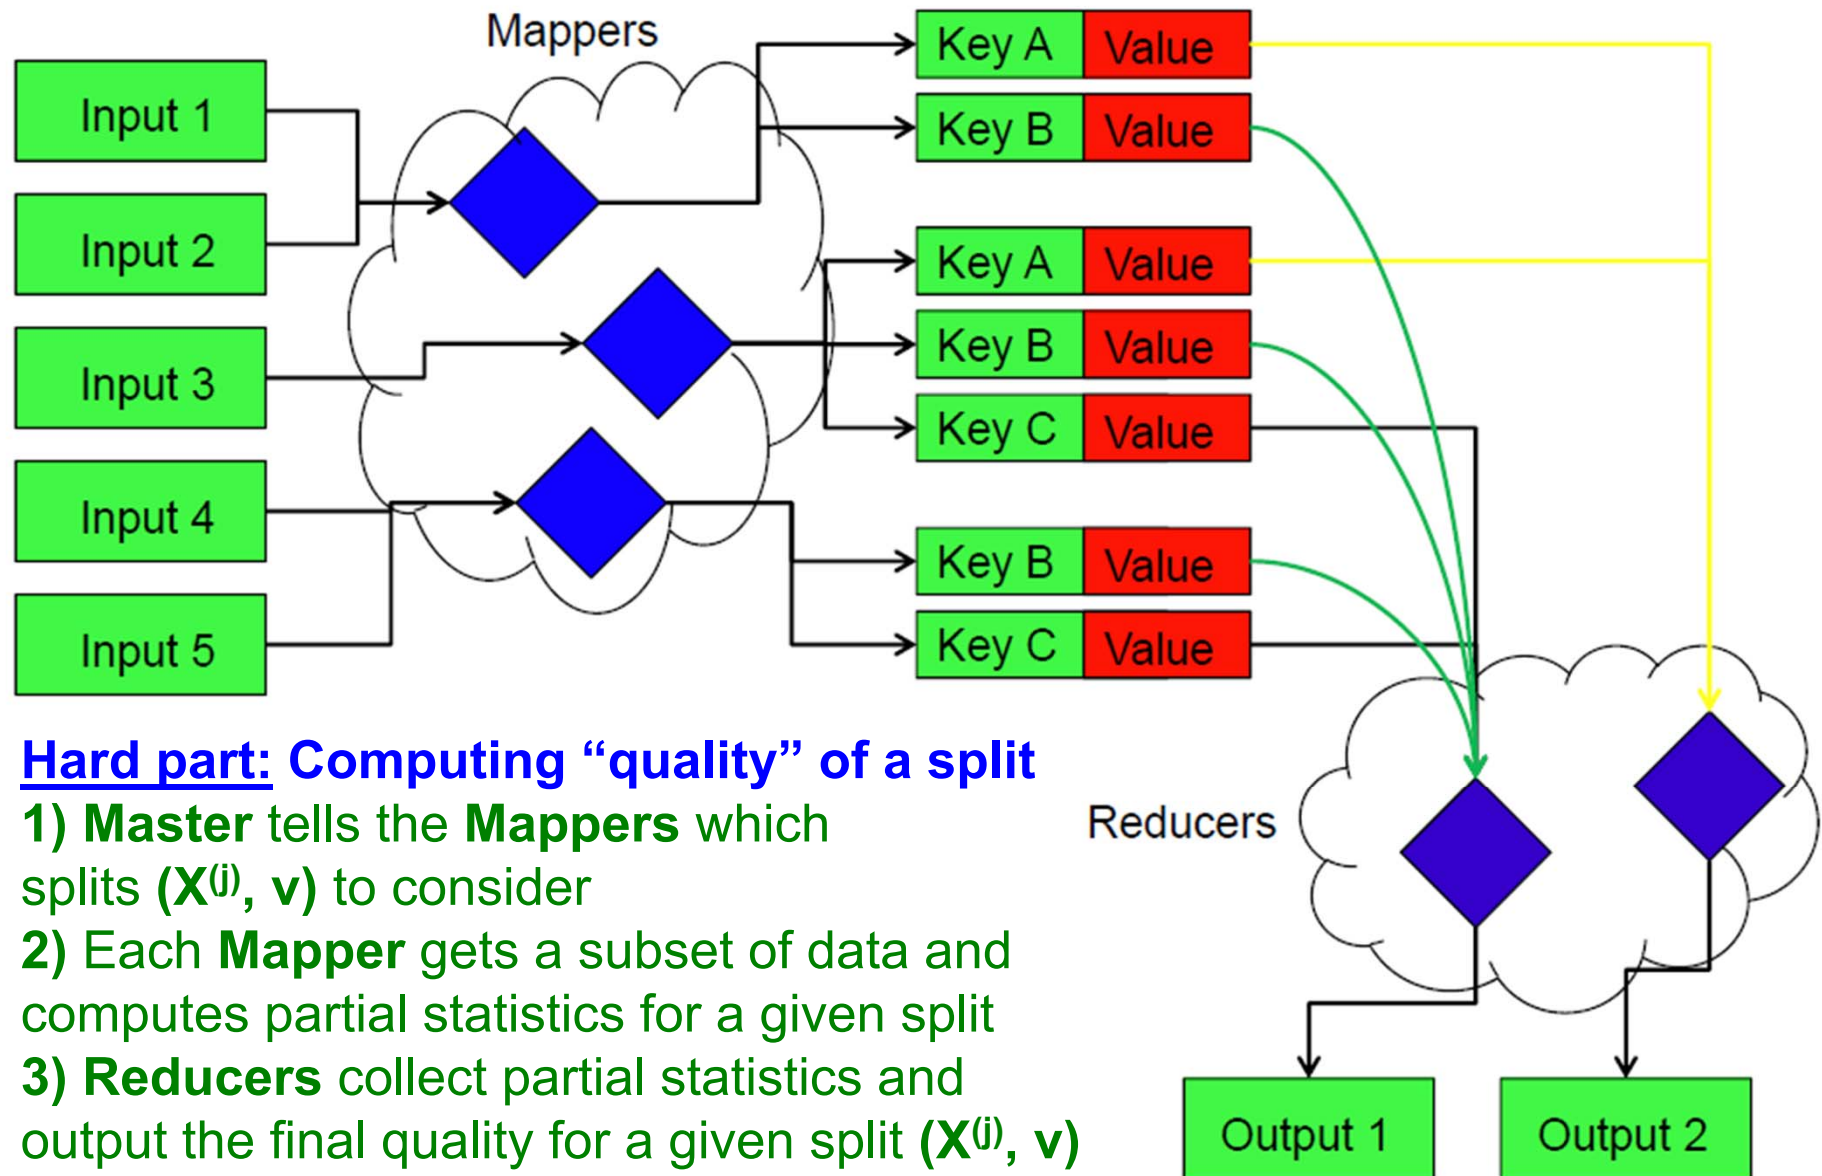 Mappers
Input 1
Input 2
Input 3
Input 4
Input 5
Key A Value
Key B Value
Key A Value
Key B Value
Key C Value
Key B Value
Key C Value
Hard part: Computing “quality” of a split
1) Master tells the Mappers which
splits (X⁽ʲ⁾, v) to consider
2) Each Mapper gets a subset of data and
computes partial statistics for a given split
3) Reducers collect partial statistics and
output the final quality for a given split (X⁽ʲ⁾, v)
Reducers
Output 1
Output 2